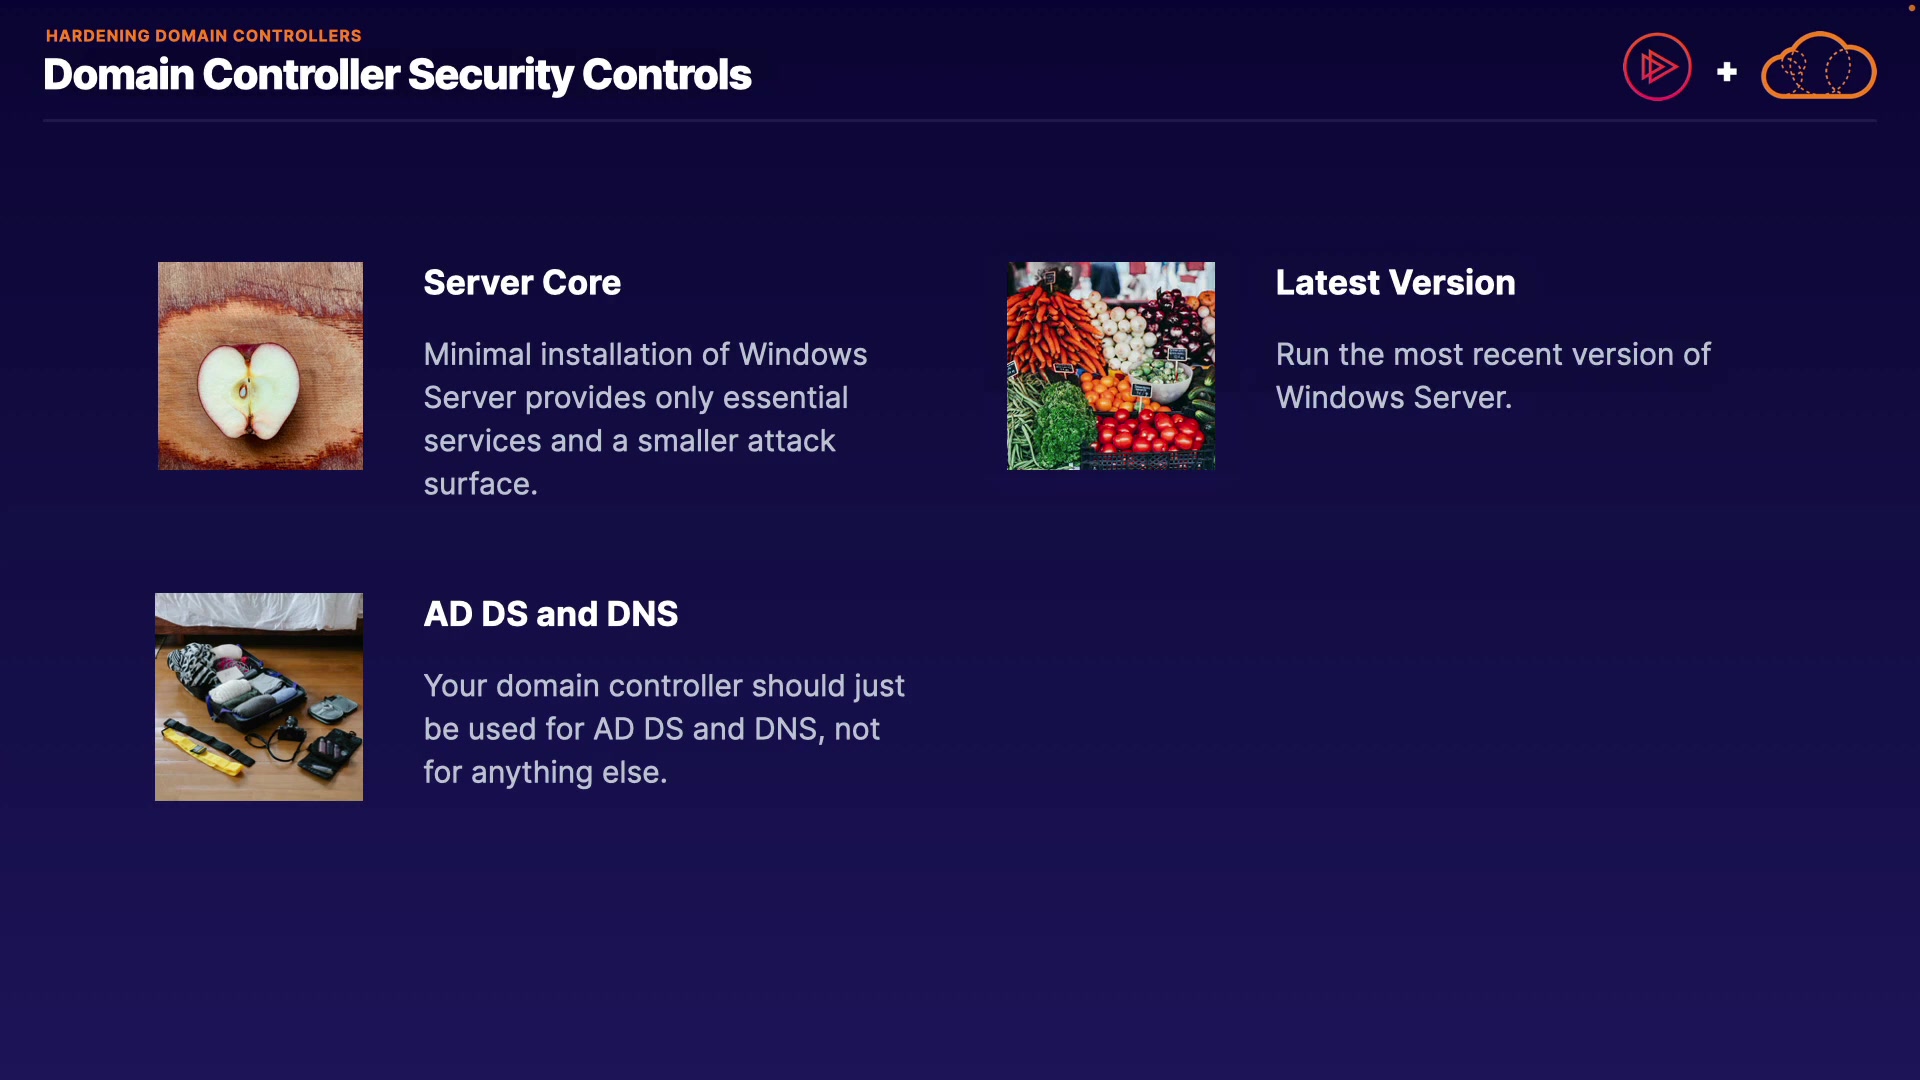 HARDENING DOMAIN CONTROLLERS
Domain Controller Security Controls
+
Server Core
Minimal installation of Windows
Server provides only essential
services and a smaller attack
surface.
Latest Version
Run the most recent version of
Windows Server.
AD DS and DNS
Your domain controller should just
be used for AD DS and DNS, not
for anything else.